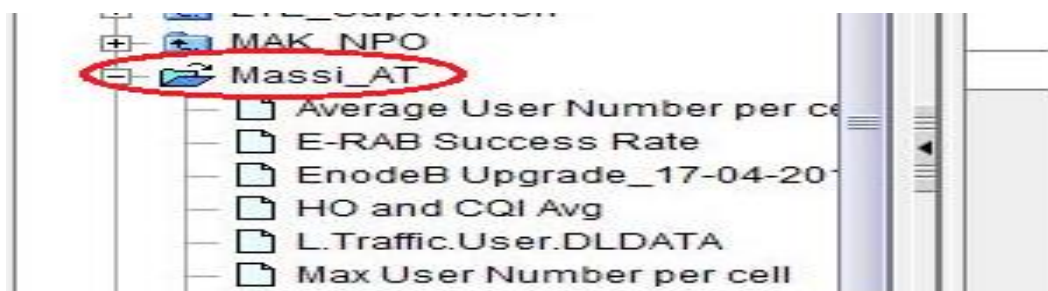 LTE_Supervision
MAK_NPO
Massi_AT
Average User Number per ce
E-RAB Success Rate
EnodeB Upgrade_17-04-201
HO and CQI Avg
L.Traffic.User.DLDATA
Max User Number per cell